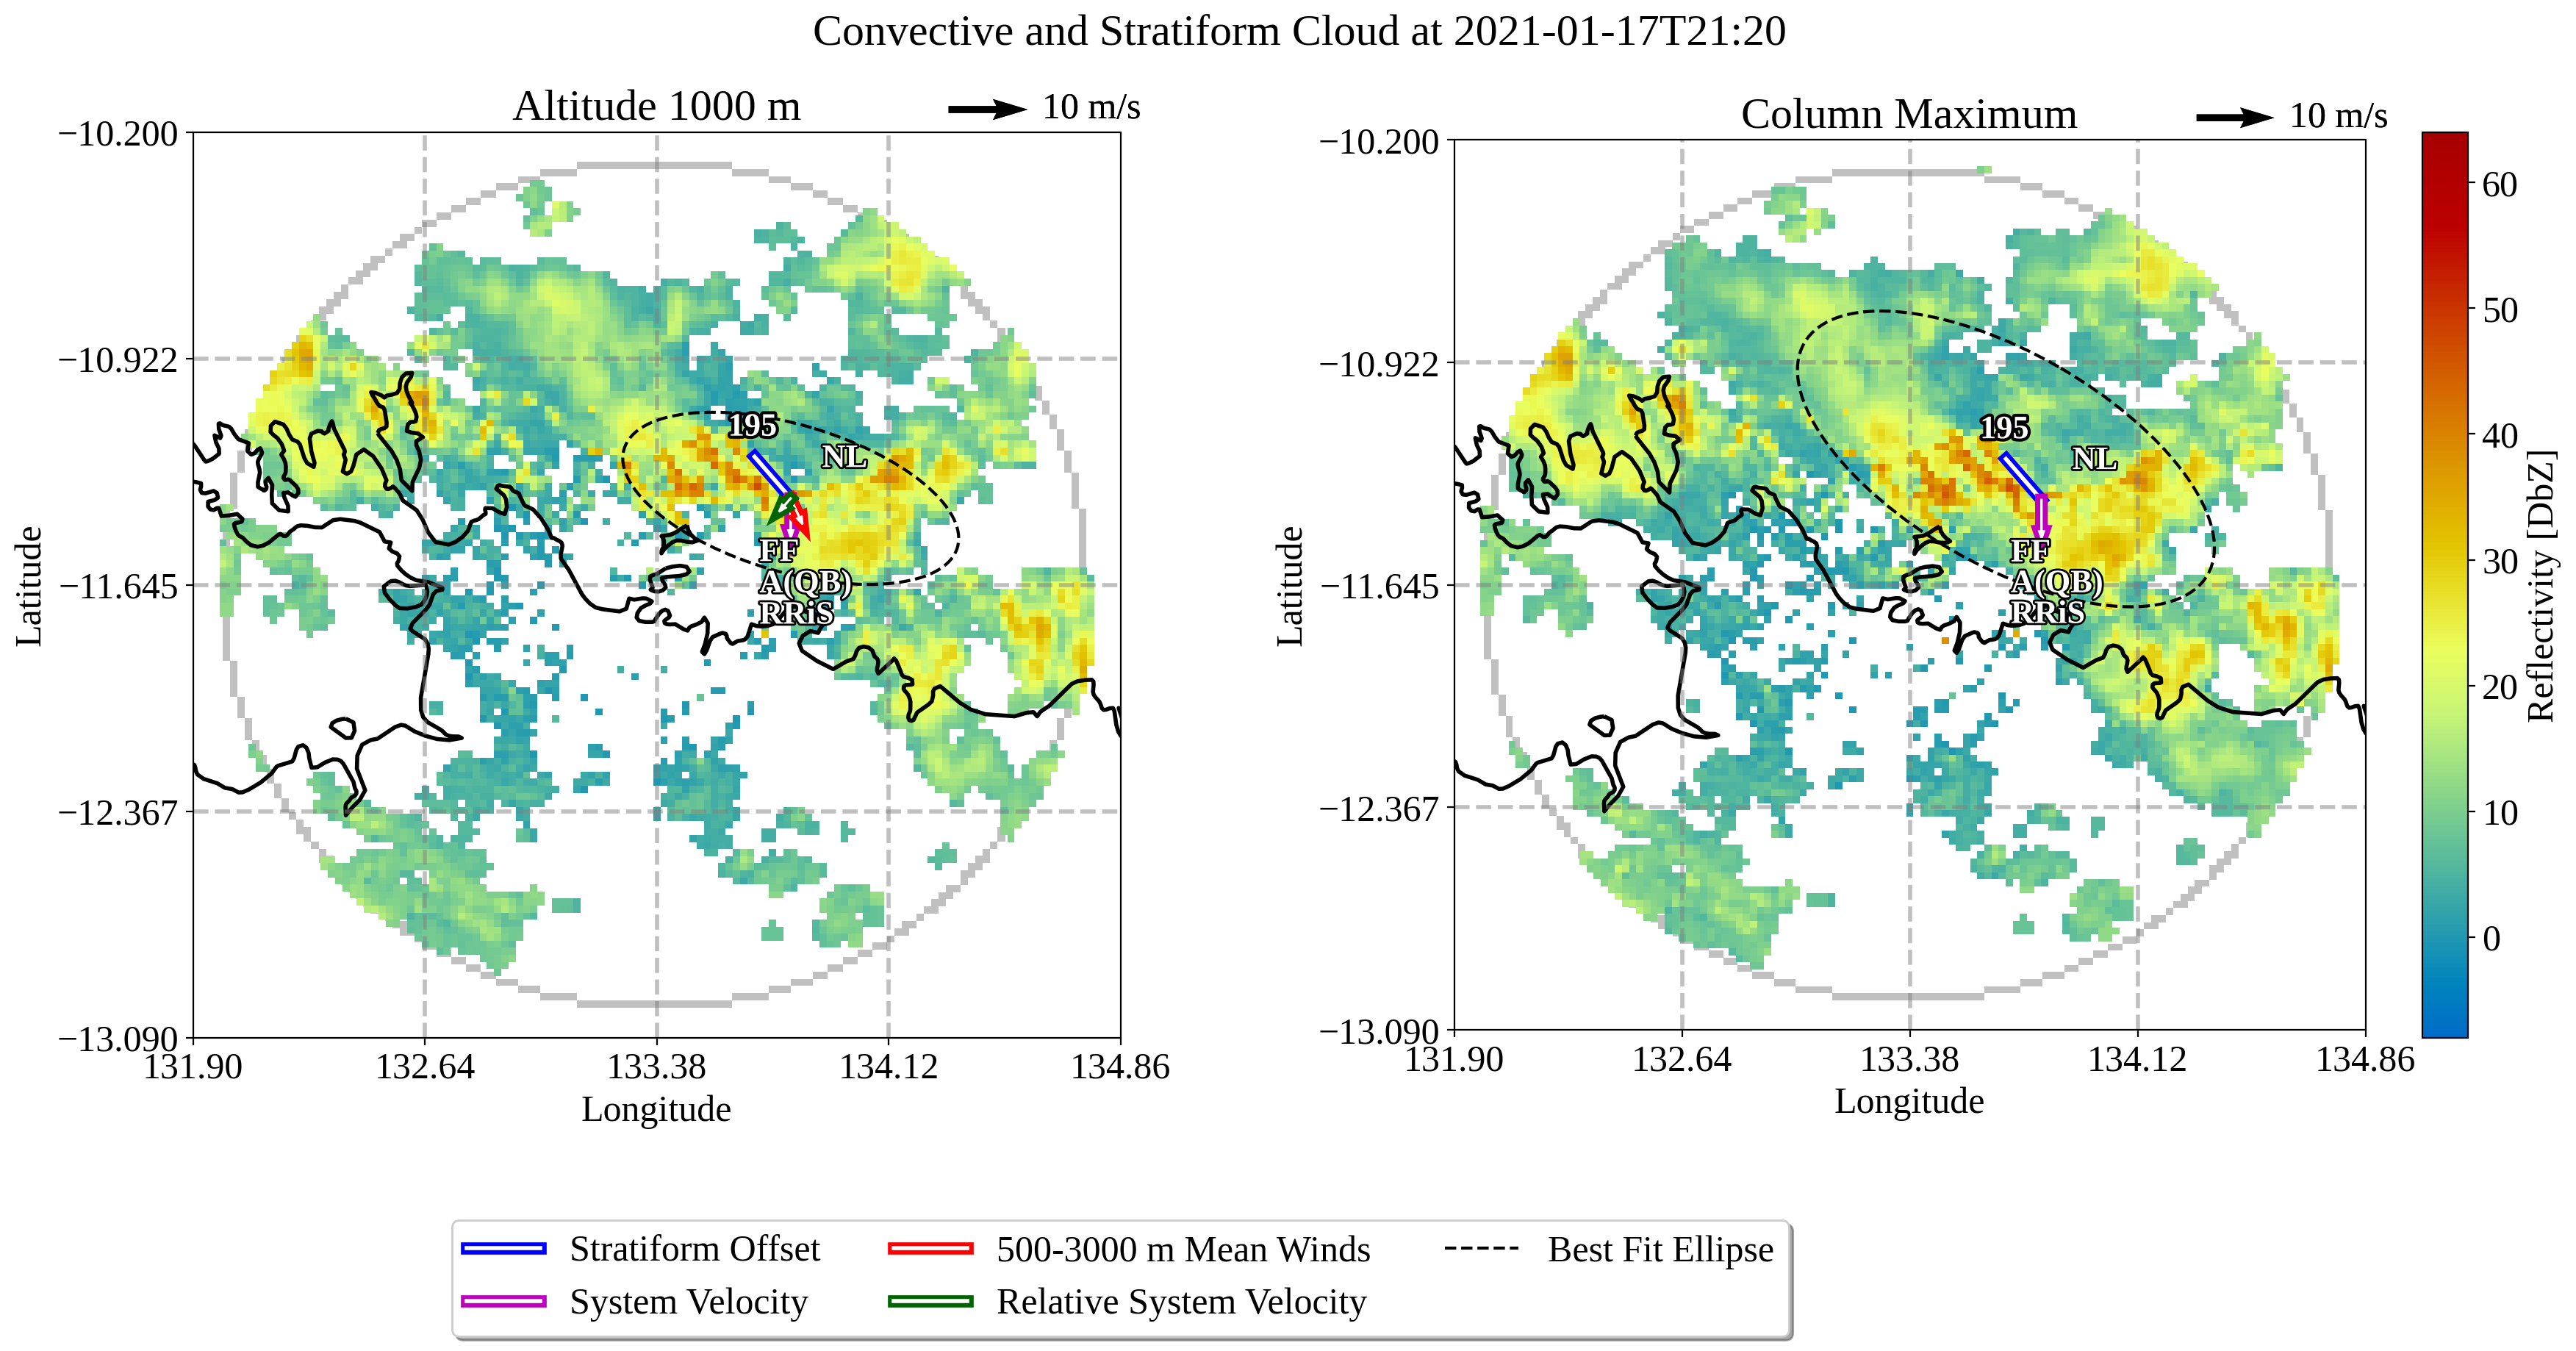 Convective and Stratiform Cloud at 2021-01-17T21:20
Altitude 1000 m
10 m/s
Column Maximum
10 m/s
−10.200
−10.922
−11.645
−12.367
−13.090
Latitude
131.90
132.64
133.38
134.12
134.86
Longitude
195
NL
FF
A(QB)
RRiS
−10.200
−10.922
−11.645
−12.367
−13.090
Latitude
131.90
132.64
133.38
134.12
134.86
Longitude
195
NL
FF
A(QB)
RRiS
60
50
40
30
20
10
0
Reflectivity [DbZ]
Stratiform Offset
System Velocity
500-3000 m Mean Winds
Relative System Velocity
Best Fit Ellipse